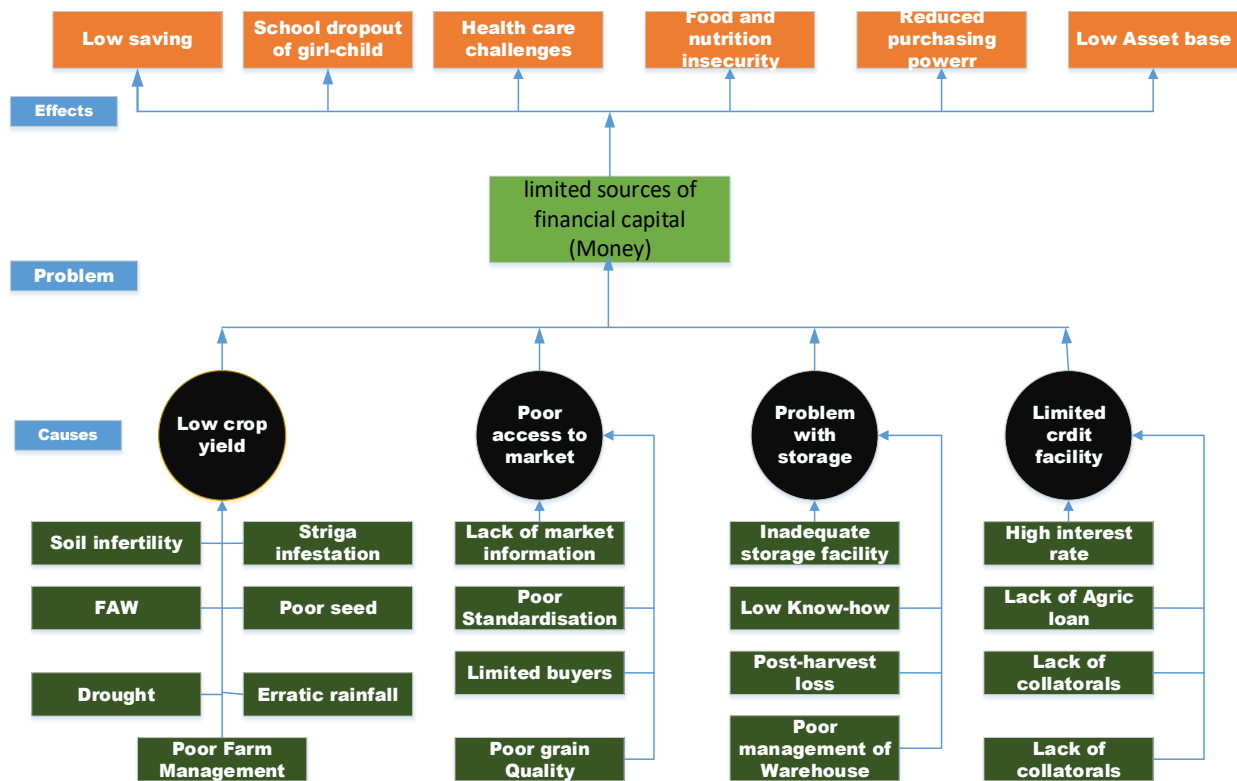 Low saving
School dropout
of girl-child
Health care
challenges
Food and
nutrition
insecurity
Reduced
purchasing
powerr
Low Asset base
Effects
limited sources of
financial capital
(Money)
Problem
Causes
Low crop
yield
Poor
access to
market
Problem
with
storage
Limited
crdit
facility
Soil infertility
Striga
infestation
FAW
Poor seed
Drought
Erratic rainfall
Poor Farm
Management
Lack of market
information
Poor
Standardisation
Limited buyers
Poor grain
Quality
Inadequate
storage facility
Low Know-how
Post-harvest
loss
Poor
management of
Warehouse
High interest
rate
Lack of Agric
loan
Lack of
collatorals
Lack of
collatorals